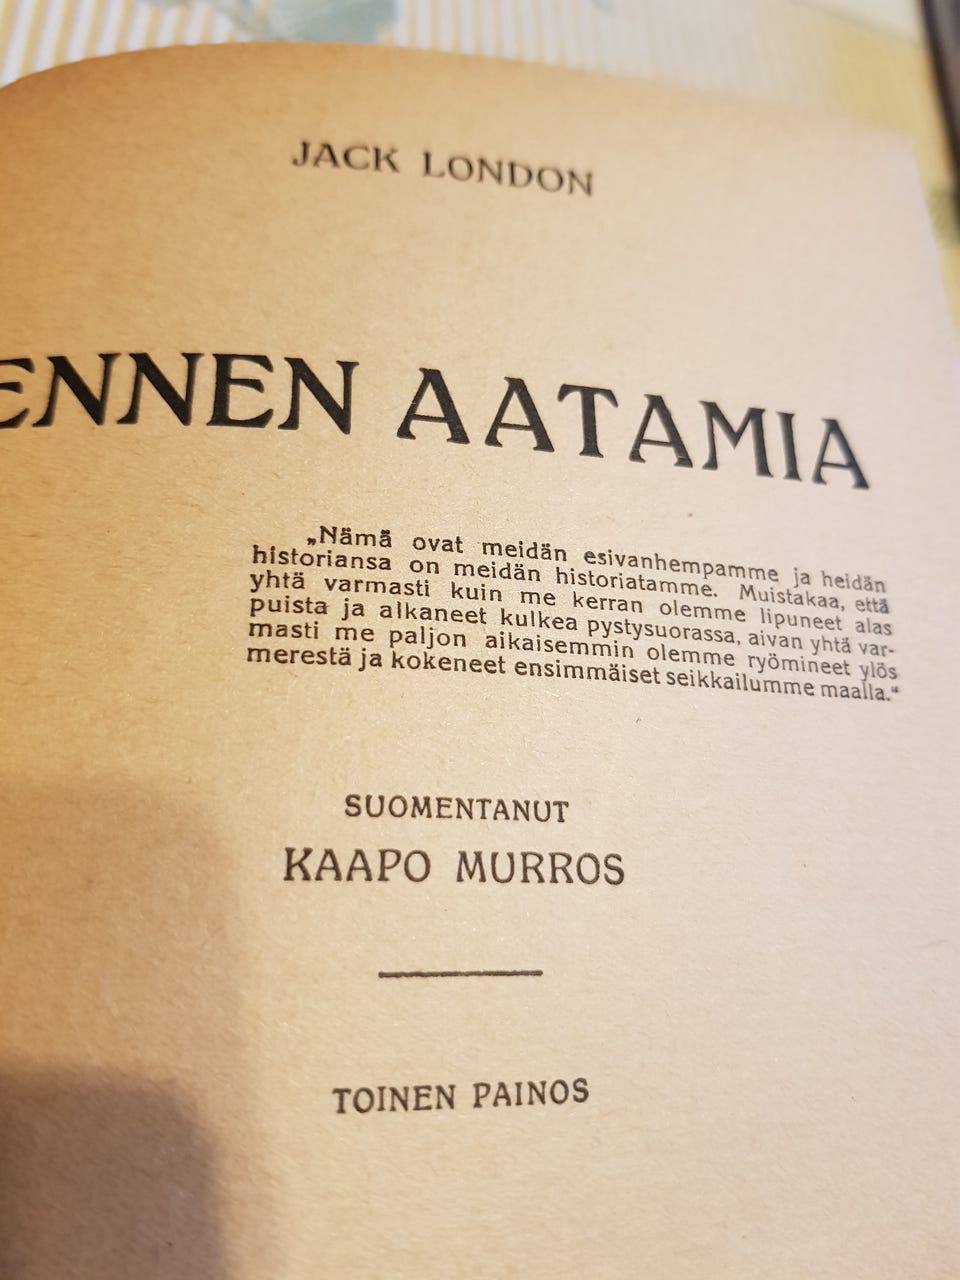 JACK LONDON
ENNEN AATAMIA
„Nämä ovat meidän esivanhempamme ja heidän
historiansa on meidän historiatamme. Muistakaa, että
yhtä varmasti kuin me kerran olemme lipuneet alas
puista ja alkaneet kulkea pystysuorassa, aivan yhtä var-
masti me paljon aikaisemmin olemme ryömineet ylös
merestä ja kokeneet ensimmäiset seikkailumme maalla.“
SUOMENTANUT
KAAPO MURROS
TOINEN PAINOS